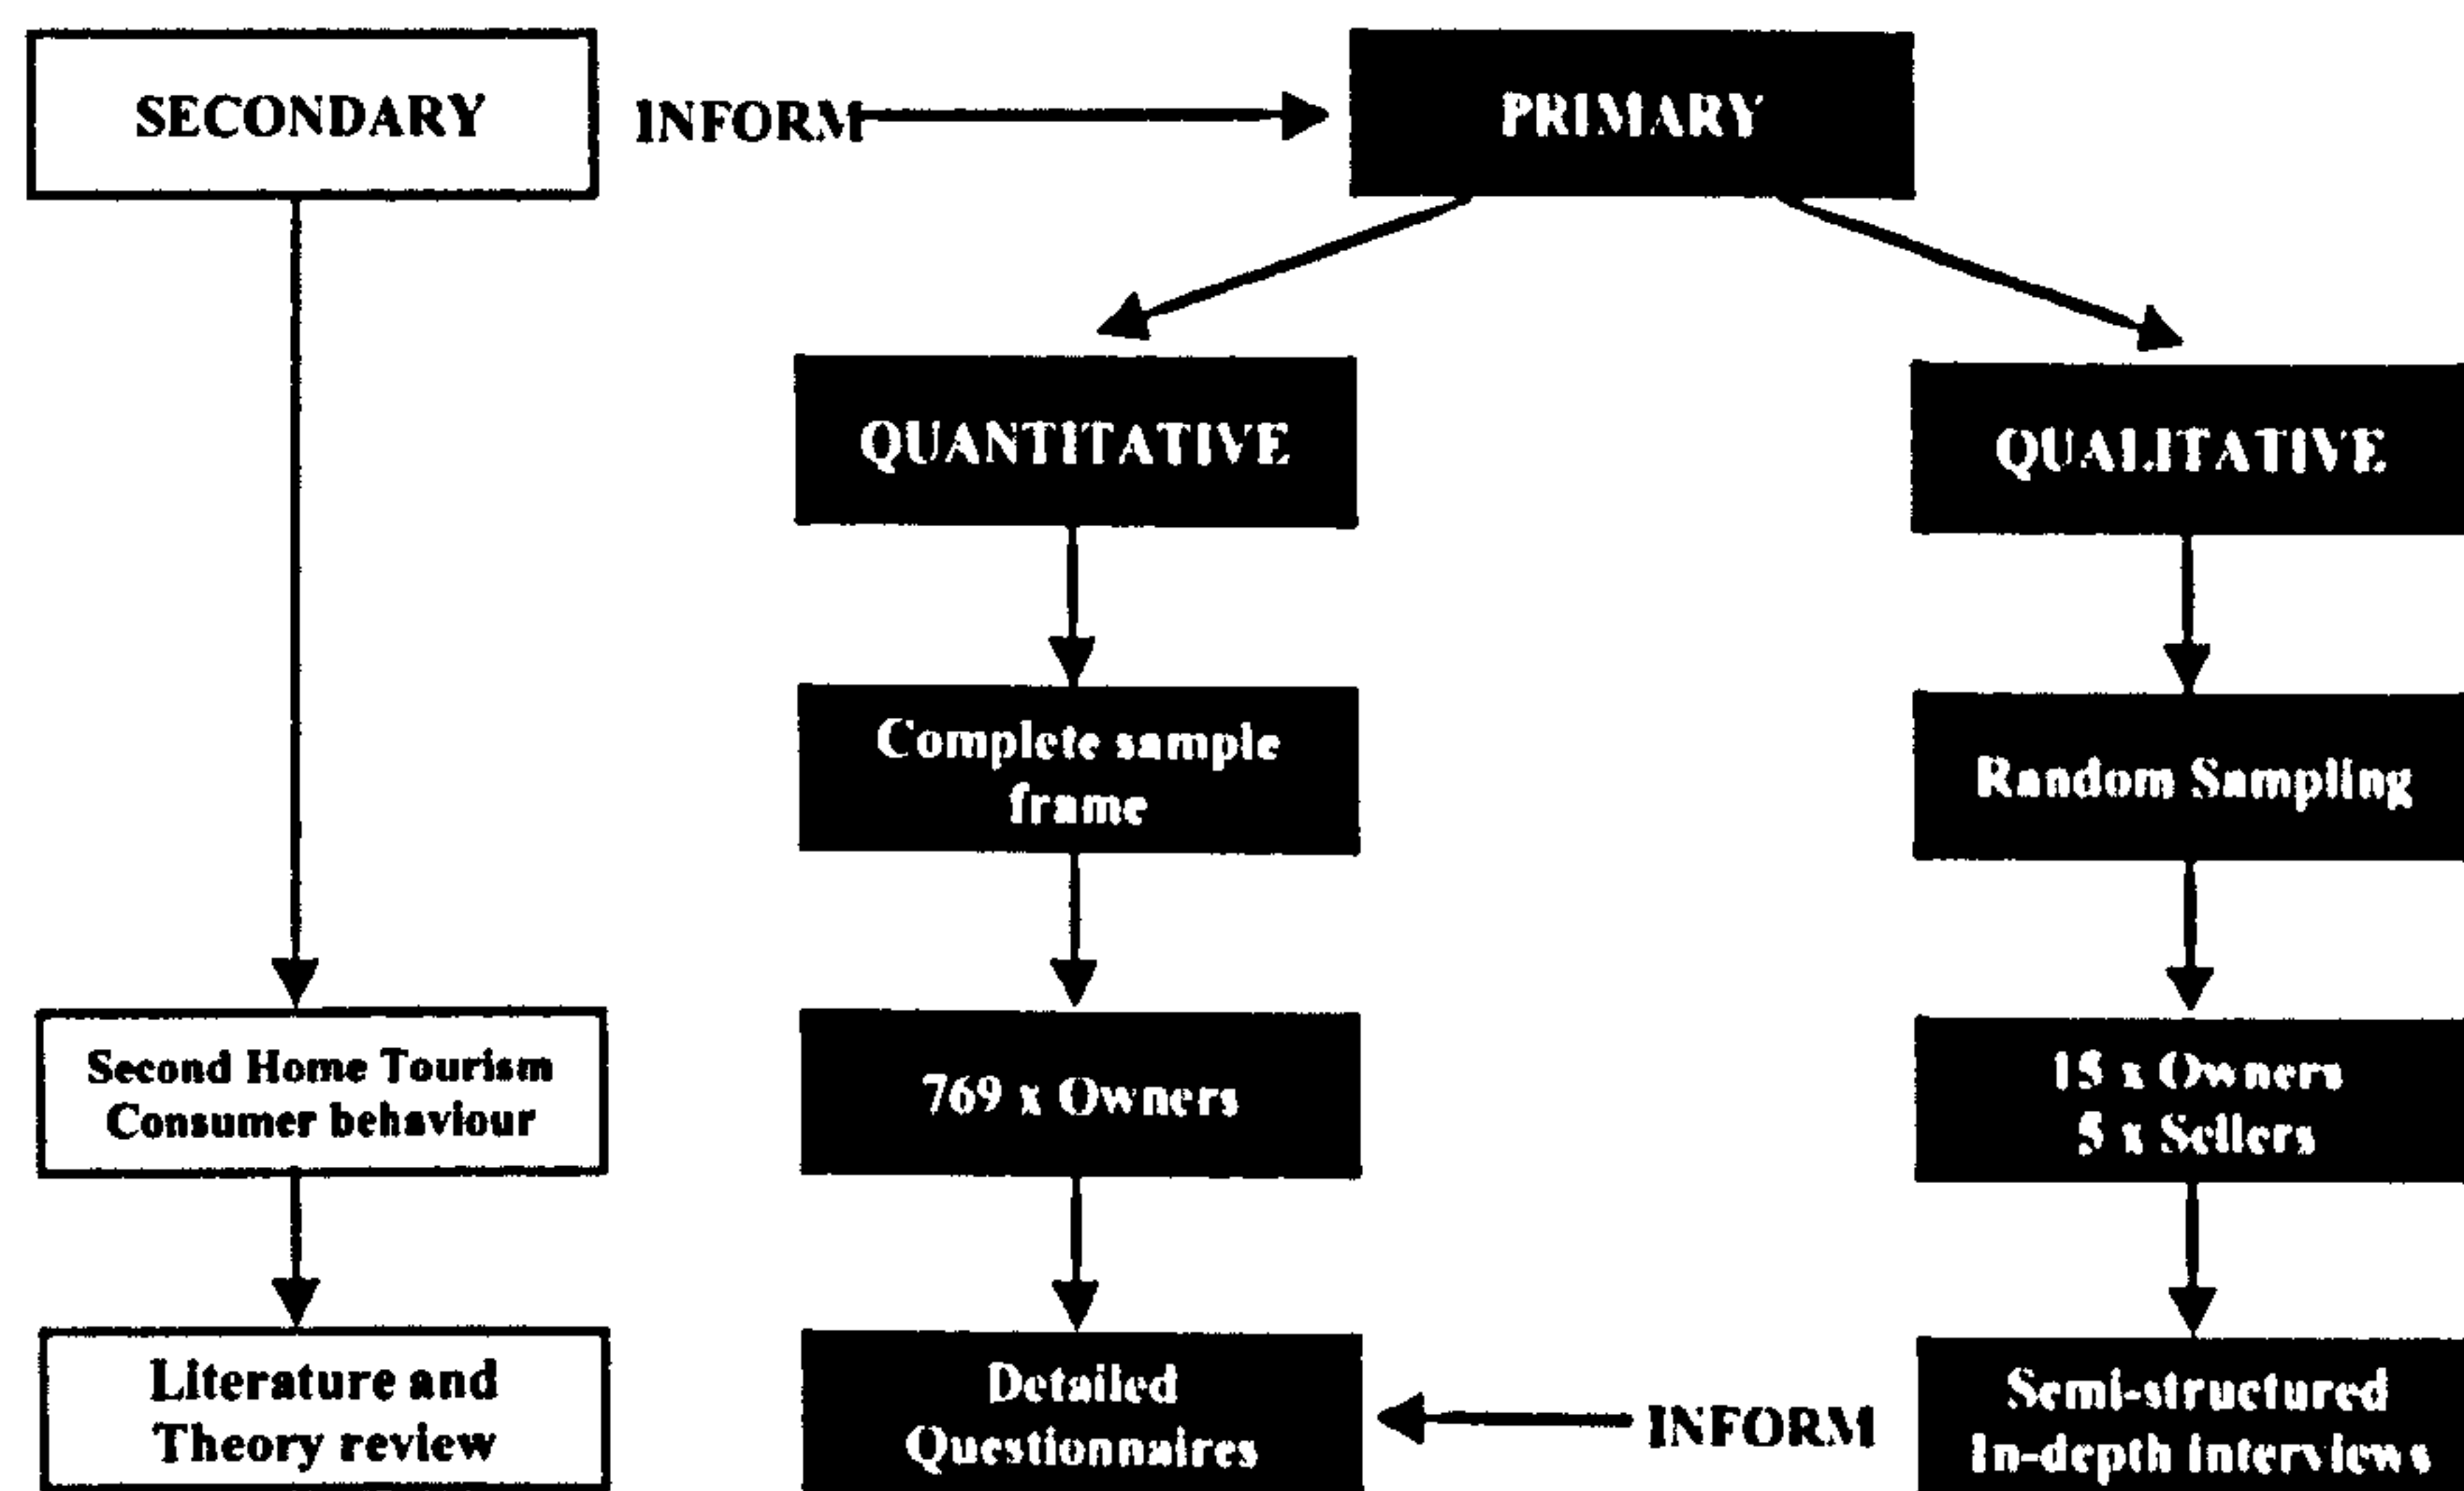 SECONDARY
INFORM
PRIMARY
QUANTITATIVE
QUALITATIVE
Complete sample
frame
Random Sampling
Second Home Tourism
Consumer behaviour
769 x Owners
15 x Owners
5 x Sellers
Literature and
Theory review
Detailed
Questionnaires
INFORM
Semi-structured
In-depth interviews